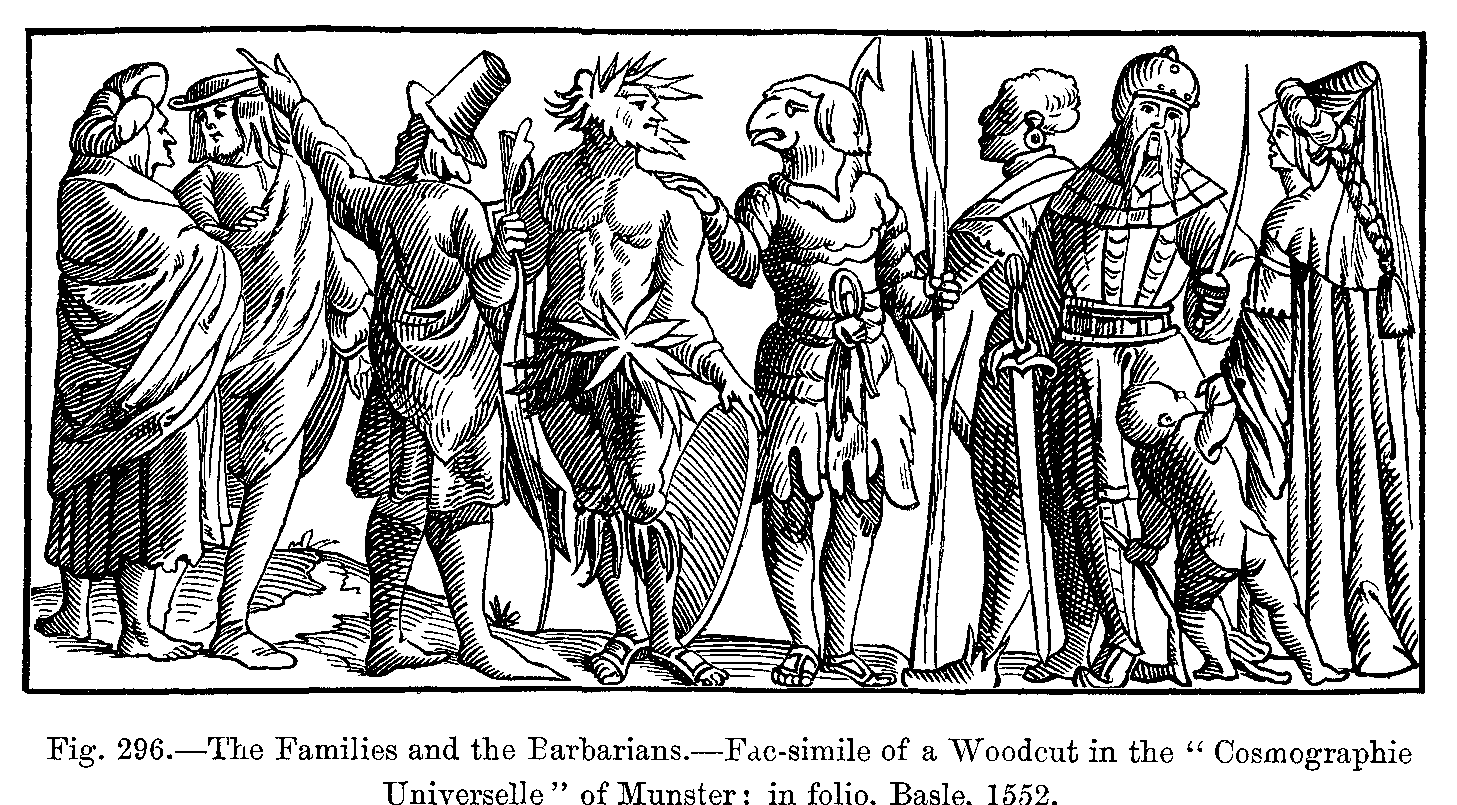 Fig. 296.—The Families and the Barbarians.—Fac-simile of a Woodcut in the “ Cosmographie
Universelle ” of Munster: in folio, Basle, 1552.